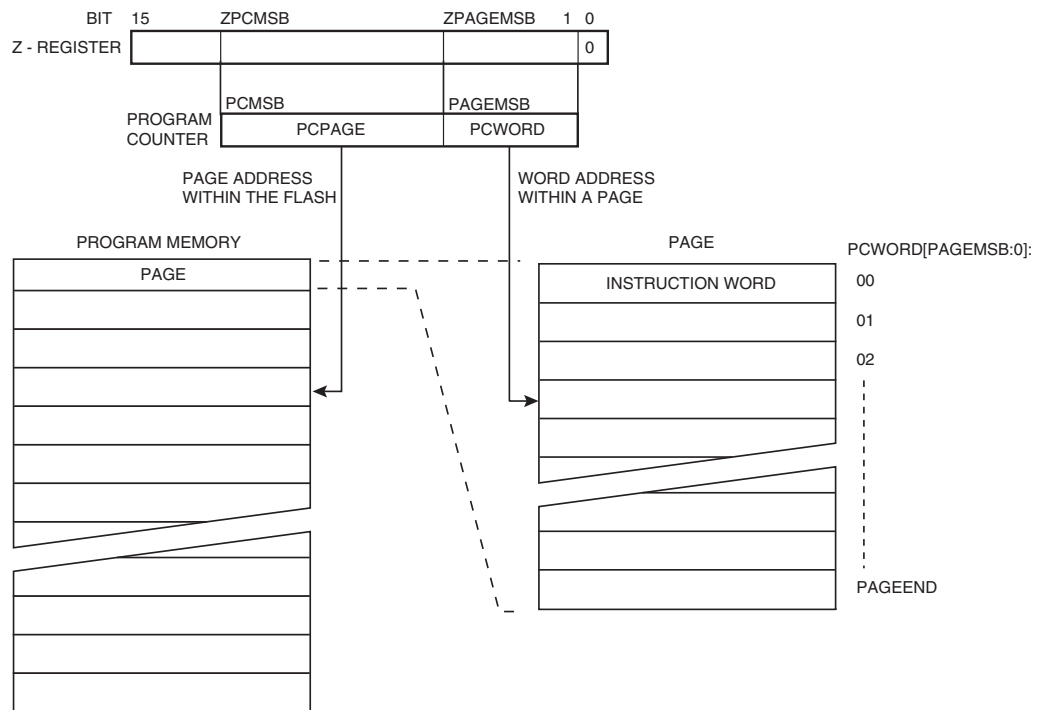 BIT 15 ZPCMSB ZPAGEMSB 1 0
Z - REGISTER 0
PCMSB PAGEMSB
PROGRAM
COUNTER
PCPAGE PCWORD
PAGE ADDRESS
WITHIN THE FLASH
WORD ADDRESS
WITHIN A PAGE
PROGRAM MEMORY
PAGE
PAGE
PCWORD[PAGEMSB:0]:
INSTRUCTION WORD 00
01
02
PAGEEND